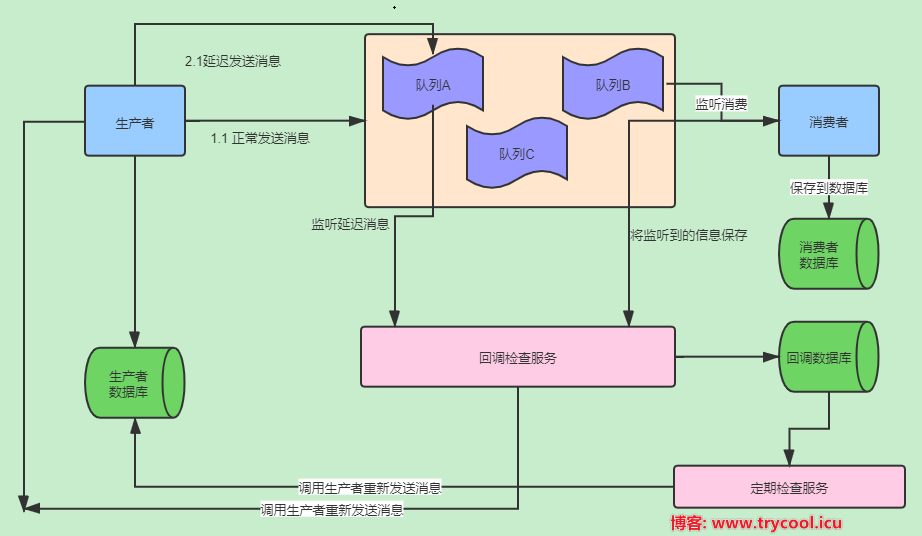 2.1延迟发送消息
队列A
队列B
监听消费
生产者
消费者
1.1 正常发送消息
队列C
保存到数据库
监听延迟消息
将监听到的信息保存
消费者
数据库
回调检查服务
回调数据库
生产者
数据库
调用生产者重新发送消息
定期检查服务
调用生产者重新发送消息
博客: www.trycool.icu